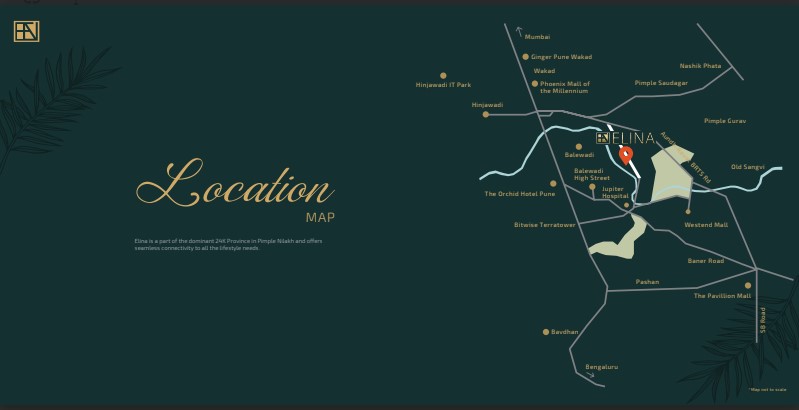 Location
MAP
Elina is a part of the dominant 24K Province in Pimple Nilakh and offers
seamless connectivity to all the lifestyle needs
Mumbai
Ginger Pune Wakad
Wakad
Phoenix Mall of
the Millennium
Hinjawadi IT Park
Hinjawadi
Nashik Phata
Pimple Saudagar
Pimple Gurav
ELINA
Aundh BRTS Rd
Old Sangvi
Balewadi
Balewadi
High Street
The Orchid Hotel Pune
Jupiter
Hospital
Bitwise Terratower
Westend Mall
Baner Road
Pashan
The Pavillion Mall
SB Road
Bavdhan
Bengaluru
*Map not to scale